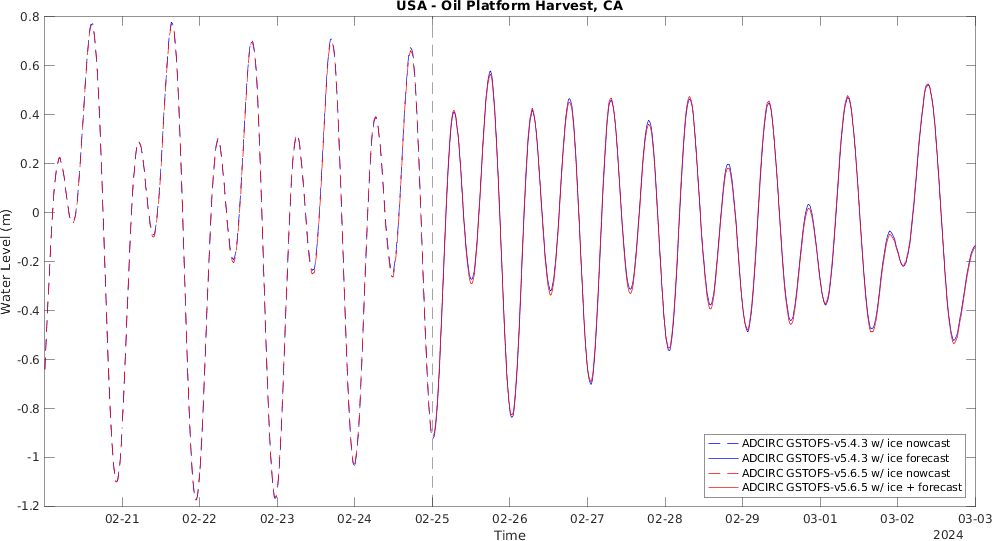 USA - Oil Platform Harvest, CA
0.8
0.6
0.4
0.2
0
-0.2
-0.4
-0.6
-0.8
-1
-1.2
Water Level (m)
ADCIRC GSTOFS-v5.4.3 w/ ice nowcast
ADCIRC GSTOFS-v5.4.3 w/ ice forecast
ADCIRC GSTOFS-v5.6.5 w/ ice nowcast
ADCIRC GSTOFS-v5.6.5 w/ ice + forecast
02-21 02-22 02-23 02-24 02-25 02-26 02-27 02-28 02-29 03-01 03-02 03-03
Time
2024